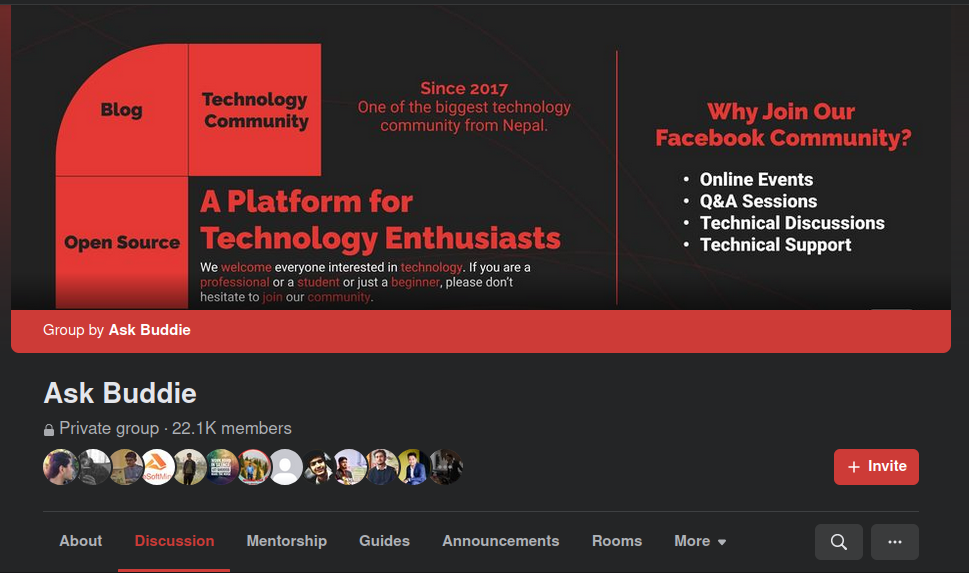 Blog
Technology
Community
Since 2017
One of the biggest technology
community from Nepal.
Why Join Our
Facebook Community?
• Online Events
• Q&A Sessions
• Technical Discussions
• Technical Support
Open Source
A Platform for
Technology Enthusiasts
We welcome everyone interested in technology. If you are a
professional or a student or just a beginner, please don't
hesitate to join our community.
Group by Ask Buddie
Ask Buddie
Private group · 22.1K members
+ Invite
About
Discussion
Mentorship
Guides
Announcements
Rooms
More